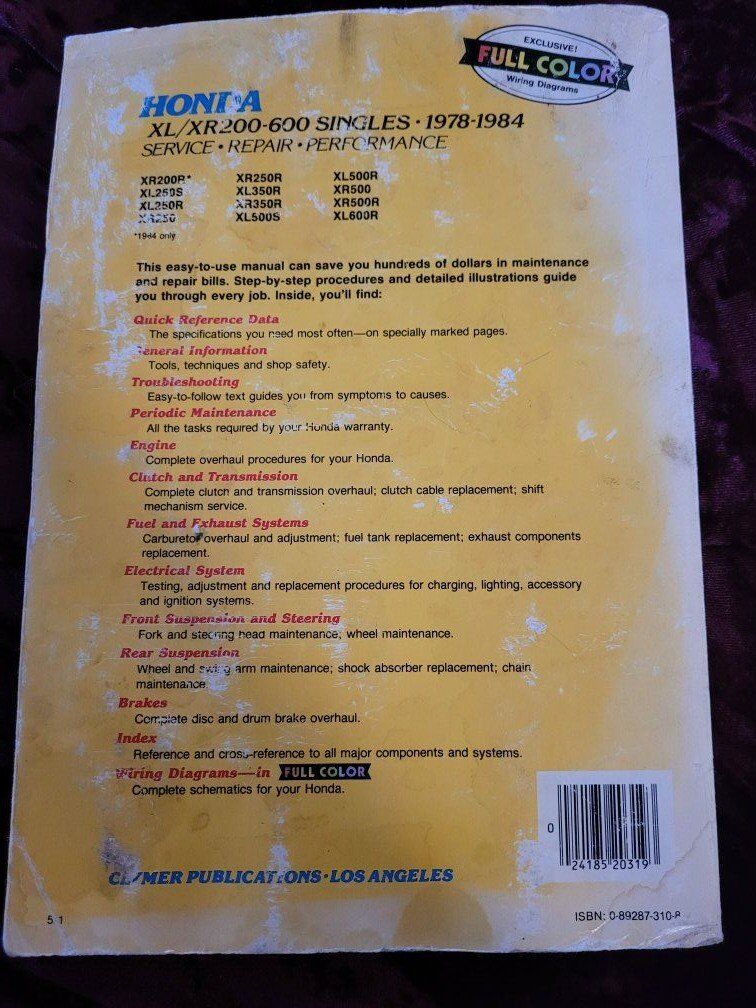 EXCLUSIVE!
FULL COLOR
Wiring Diagrams
HONDA
XL/XR200-600 SINGLES • 1978-1984
SERVICE • REPAIR • PERFORMANCE
XR200R* XR250R XL500R
XL250S XL350R XR500
XL250R XR350R XR500R
XR250 XL500S XL600R
*1984 only
This easy-to-use manual can save you hundreds of dollars in maintenance
and repair bills. Step-by-step procedures and detailed illustrations guide
you through every job. Inside, you'll find:
Quick Reference Data
The specifications you need most often—on specially marked pages.
General Information
Tools, techniques and shop safety.
Troubleshooting
Easy-to-follow text guides you from symptoms to causes.
Periodic Maintenance
All the tasks required by your Honda warranty.
Engine
Complete overhaul procedures for your Honda.
Clutch and Transmission
Complete clutch and transmission overhaul; clutch cable replacement; shift
mechanism service.
Fuel and Exhaust Systems
Carburetor overhaul and adjustment; fuel tank replacement; exhaust components
replacement.
Electrical System
Testing, adjustment and replacement procedures for charging, lighting, accessory
and ignition systems.
Front Suspension and Steering
Fork and steering head maintenance; wheel maintenance.
Rear Suspension
Wheel and swing arm maintenance; shock absorber replacement; chain
maintenance
Brakes
Complete disc and drum brake overhaul.
Index
Reference and cross-reference to all major components and systems.
Wiring Diagrams—in FULL COLOR
Complete schematics for your Honda.
0
24185 20319
CLYMER PUBLICATIONS • LOS ANGELES
5 1
ISBN: 0-89287-310-8